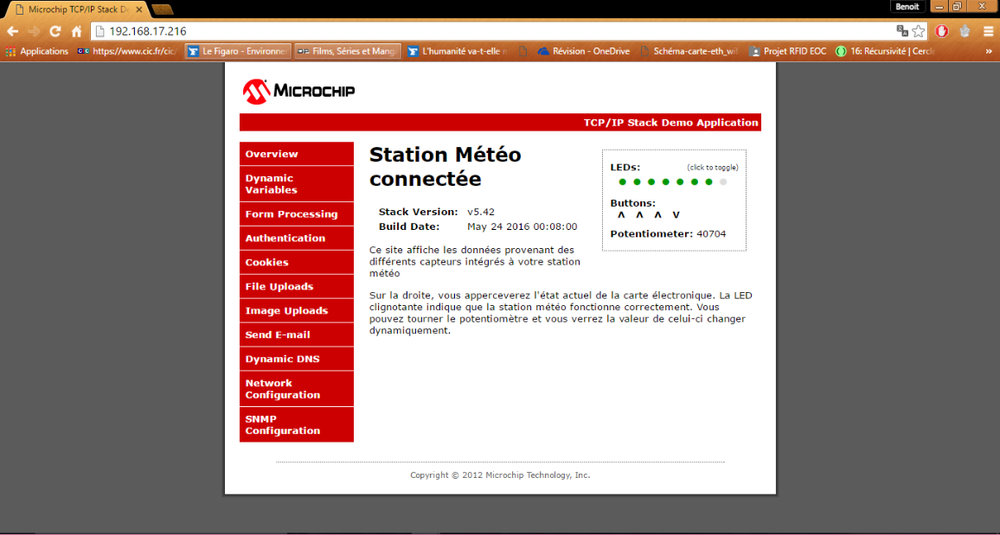 Microchip TCP/IP Stack D
Benoit
192.168.17.216
Applications
https://www.cic.fr/cic
Le Figaro - Environne
Films, Séries et Mang
L'humanité va-t-elle
Révision - OneDrive
Schéma-carte-eth_wi
Projet RFID EOC
16: Récursivité | Cercl
»
MICROCHIP
TCP/IP Stack Demo Application
Overview
Dynamic
Variables
Form Processing
Authentication
Cookies
File Uploads
Image Uploads
Send E-mail
Dynamic DNS
Network
Configuration
SNMP
Configuration
Station Météo
connectée
Stack Version: v5.42
Build Date: May 24 2016 00:08:00
Ce site affiche les données provenant des
différents capteurs intégrés à votre station
météo
LEDs: (click to toggle)
Buttons:
Λ Λ Λ V
Potentiometer: 40704
Sur la droite, vous apperceverez l'état actuel de la carte électronique. La LED
clignotante indique que la station météo fonctionne correctement. Vous
pouvez tourner le potentiomètre et vous verrez la valeur de celui-ci changer
dynamiquement.
Copyright © 2012 Microchip Technology, Inc.